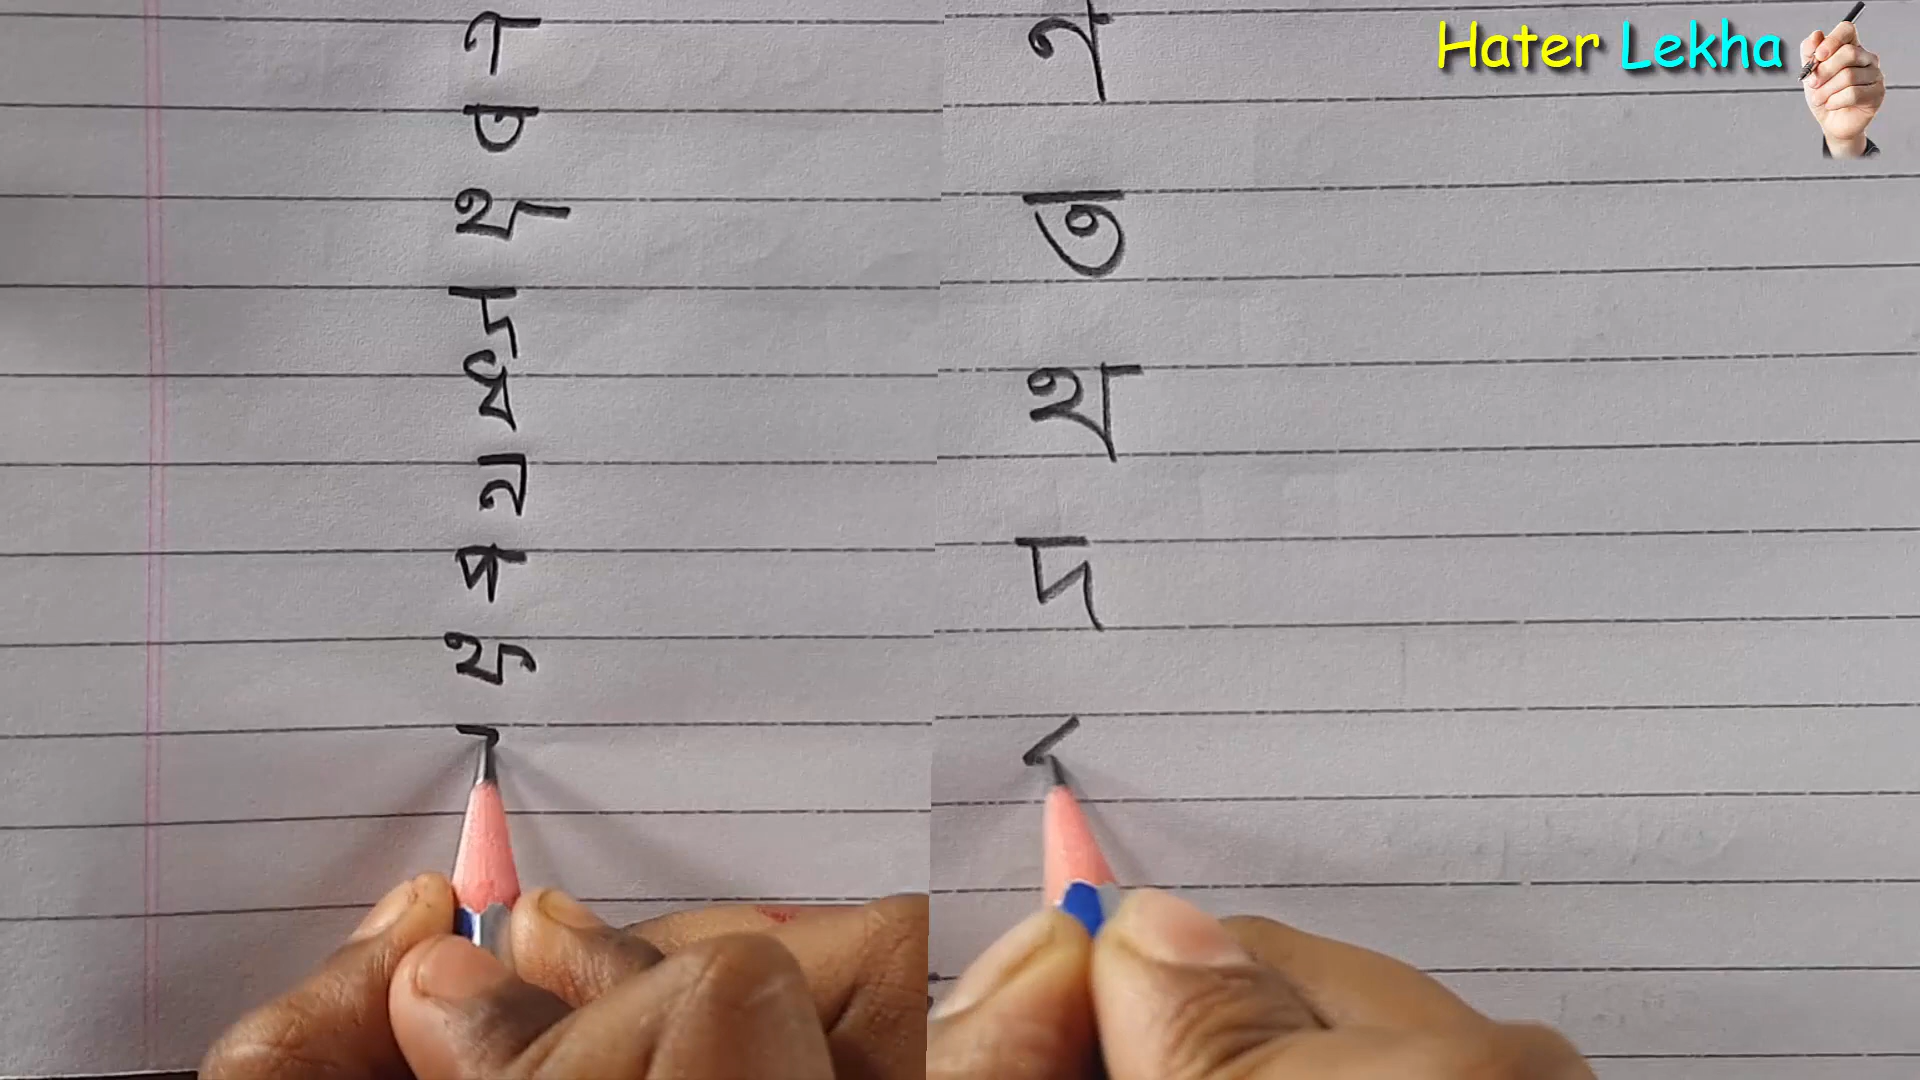 Hater Lekha
ণ
ত
থ
দ
ধ
ন
প
ফ
ণ
ত
থ
দ